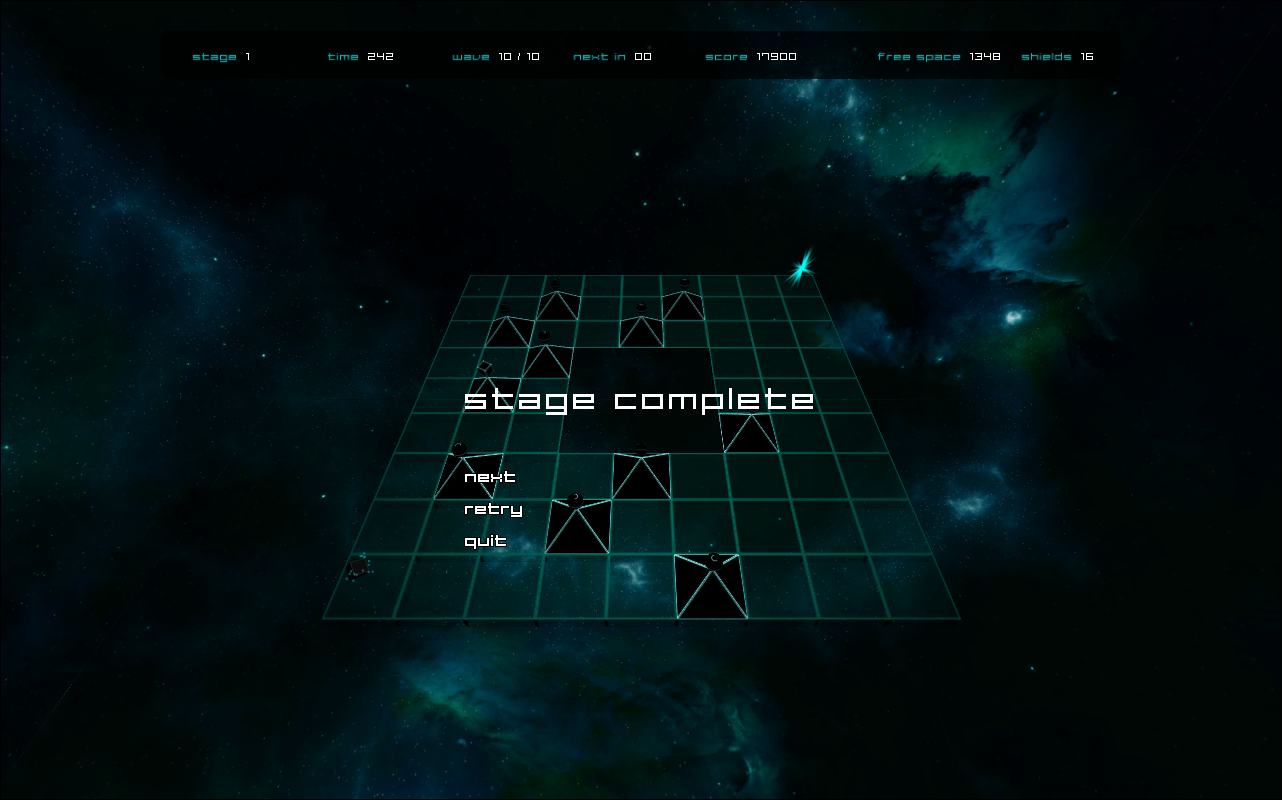 stage 1 time 242 wave 10 / 10 next in 00 score 17900 free space 1348 shields 16
stage complete
next
retry
quit